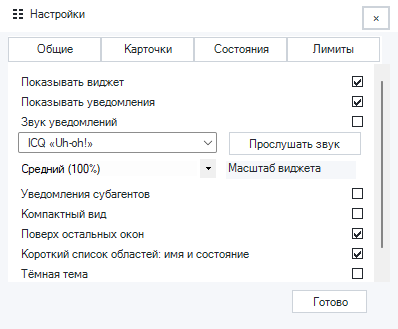 Настройки
×
Общие Карточки Состояния Лимиты
Показывать виджет
Показывать уведомления
Звук уведомлений
ICQ «Uh-oh!» Прослушать звук
Средний (100%) Масштаб виджета
Уведомления субагентов
Компактный вид
Поверх остальных окон
Короткий список областей: имя и состояние
Тёмная тема
Готово